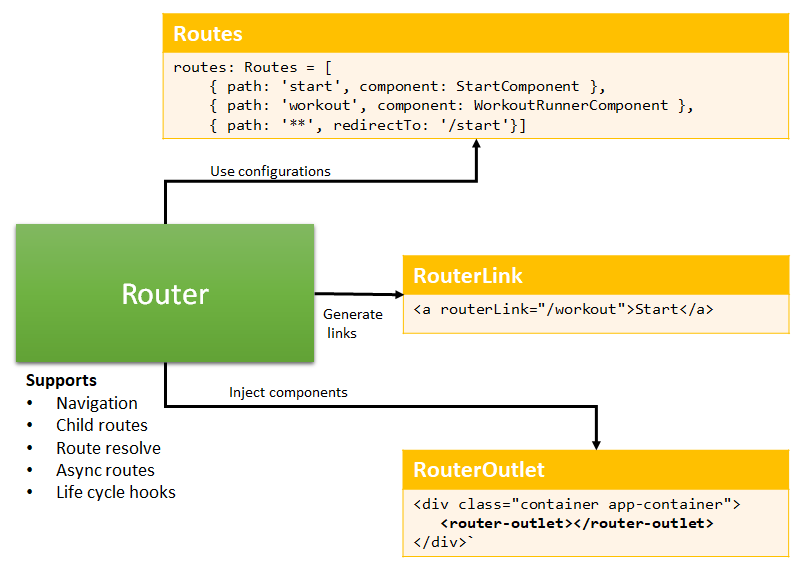 Routes
routes: Routes = [
    { path: 'start', component: StartComponent },
    { path: 'workout', component: WorkoutRunnerComponent },
    { path: '**', redirectTo: '/start'}]
Use configurations
Router
RouterLink
<a routerLink="/workout">Start</a>
Generate
links
Supports
• Navigation
• Child routes
• Route resolve
• Async routes
• Life cycle hooks
Inject components
RouterOutlet
<div class="container app-container">
   <router-outlet></router-outlet>
</div>`